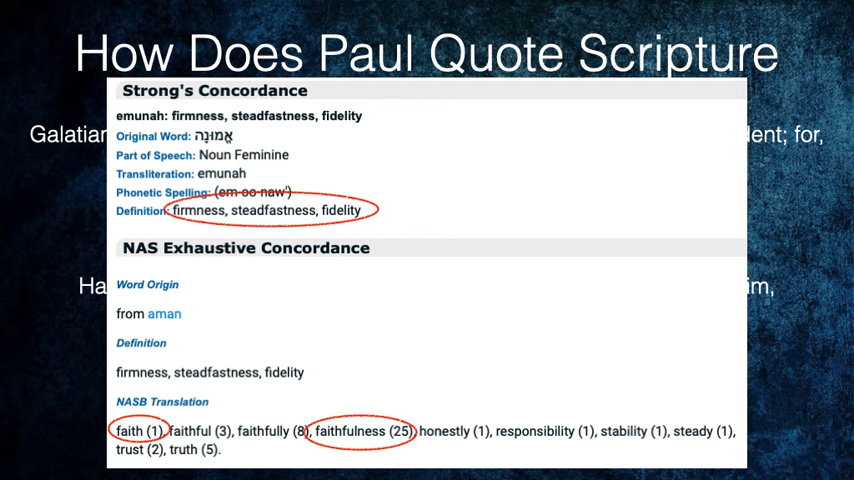 How Does Paul Quote Scripture
Strong's Concordance
emunah: firmness, steadfastness, fidelity
Galatian
dent; for,
Original Word: אֱמוּנָה
Part of Speech: Noun Feminine
Transliteration: emunah
Phonetic Spelling: (em-oo-naw')
Definition: firmness, steadfastness, fidelity
NAS Exhaustive Concordance
Word Origin
Ha
im,
from aman
Definition
firmness, steadfastness, fidelity
NASB Translation
faith (1), faithful (3), faithfully (8), faithfulness (25), honestly (1), responsibility (1), stability (1), steady (1),
trust (2), truth (5).